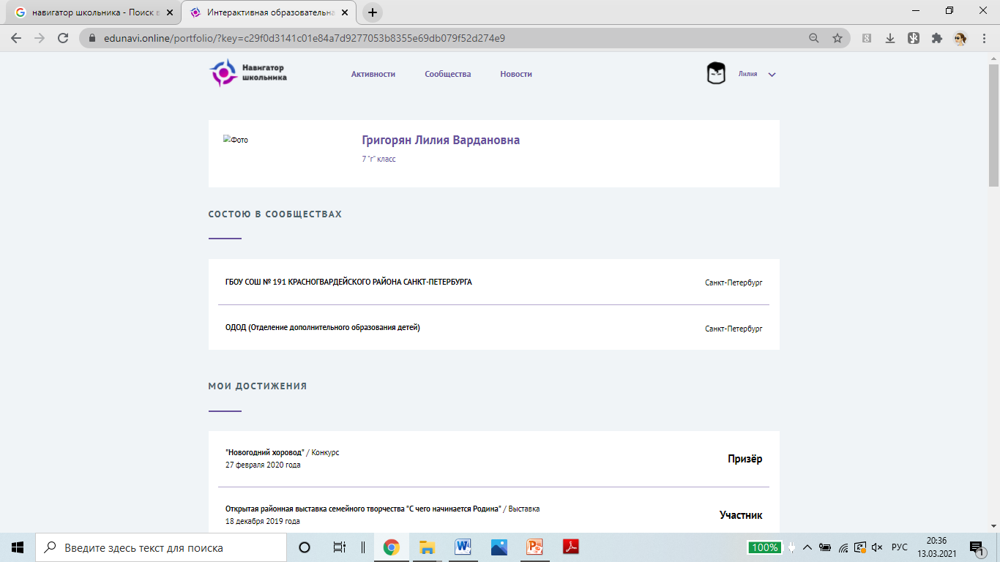 навигатор школьника - Поиск в
Интерактивная образовательна
edunavi.online/portfolio/?key=c29f0d3141c01e84a7d9277053b8355e69db079f52d274e9
Навигатор
школьника
Активности
Сообщества
Новости
Лилия
Фото
Григорян Лилия Вардановна
7 "г" класс
СОСТОЮ В СООБЩЕСТВАХ
ГБОУ СОШ № 191 КРАСНОГВАРДЕЙСКОГО РАЙОНА САНКТ-ПЕТЕРБУРГА
Санкт-Петербург
ОДОД (Отделение дополнительного образования детей)
Санкт-Петербург
МОИ ДОСТИЖЕНИЯ
"Новогодний хоровод" / Конкурс
27 февраля 2020 года
Призёр
Открытая районная выставка семейного творчества "С чего начинается Родина" / Выставка
18 декабря 2019 года
Участник
Введите здесь текст для поиска
100%
РУС
20:36
13.03.2021
1